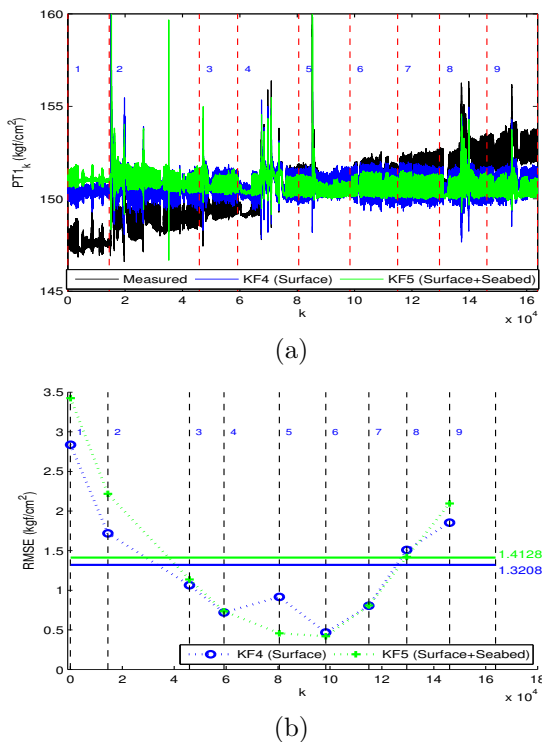 160
155
150
145
PT1k (kgf/cm²)
1 2 3 4 5 6 7 8 9
Measured KF4 (Surface) KF5 (Surface+Seabed)
0 2 4 6 8 10 12 14 16
k
x 10⁴
(a)
3.5
3
2.5
2
1.5
1
0.5
0
RMSE (kgf/cm²)
1 2 3 4 5 6 7 8 9
1.4128
1.3208
KF4 (Surface) KF5 (Surface+Seabed)
0 2 4 6 8 10 12 14 16 18
k
x 10⁴
(b)